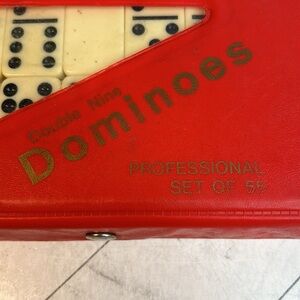 Double Nine
Dominoes
PROFESSIONAL
SET OF 55